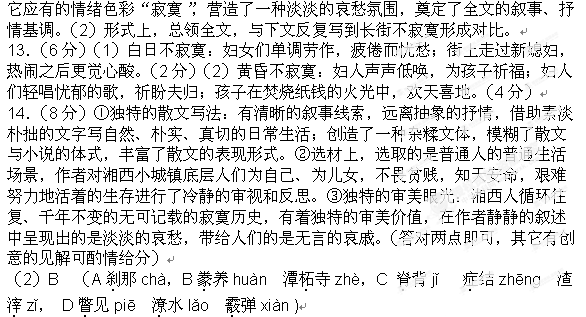 它应有的情绪色彩“寂寞”，营造了一种淡淡的哀愁氛围，奠定了全文的叙事、抒
情基调。（2）形式上，总领全文，与下文反复写到长街不寂寞形成对比。
13.（6分）（1）白日不寂寞：妇女们单调劳作，疲倦而忧愁；街上走过新媳妇，
热闹之后更觉心酸。（2分）（2）黄昏不寂寞：妇人声声低唤，为孩子祈福；妇人
们轻唱忧郁的歌，祈盼夫归；孩子在焚烧纸钱的火光中，欢天喜地。（4分）
14.（8分）①独特的散文写法：有清晰的叙事线索，远离抽象的抒情，借助素淡
朴拙的文字写自然、朴实、真切的日常生活；创造了一种杂糅文体，模糊了散文
与小说的体式，丰富了散文的表现形式。②选材上，选取的是普通人的普通生活
场景，作者对湘西小城镇底层人们为自己、为儿女，不畏贫贱，知天安命，艰难
努力地活着的生存进行了冷静的审视和反思。③独特的审美眼光：湘西人循环往
复、千年不变的无可记载的寂寞历史，有着独特的审美价值，在作者静静的叙述
中呈现出的是淡淡的哀愁，带给人们的是无言的哀戚。（答对两点即可，其它有创
意的见解可酌情给分）
（2）B （A 刹那 chà，B 豢养 huàn 潭柘寺 zhè，C 脊背 jǐ 症结 zhēng 渣
滓 zǐ， D 瞥见 piē 潦水 lǎo 霰弹 xiàn )